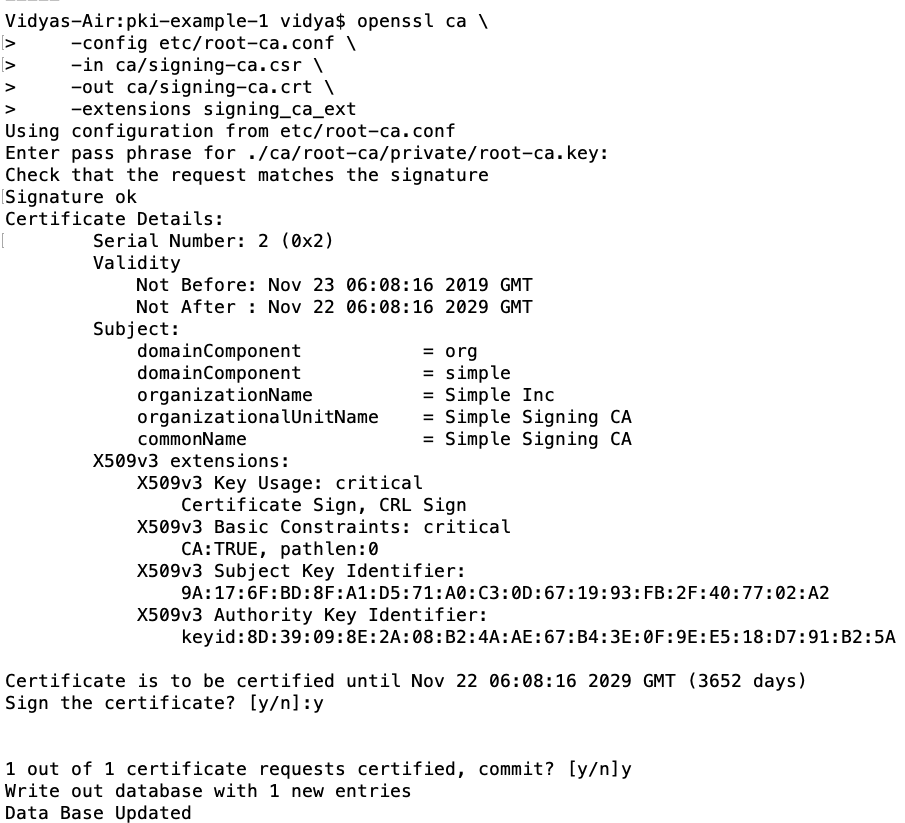 Vidyas-Air:pki-example-1 vidya$ openssl ca \
>     -config etc/root-ca.conf \
>     -in ca/signing-ca.csr \
>     -out ca/signing-ca.crt \
>     -extensions signing_ca_ext
Using configuration from etc/root-ca.conf
Enter pass phrase for ./ca/root-ca/private/root-ca.key:
Check that the request matches the signature
Signature ok
Certificate Details:
        Serial Number: 2 (0x2)
        Validity
            Not Before: Nov 23 06:08:16 2019 GMT
            Not After : Nov 22 06:08:16 2029 GMT
        Subject:
            domainComponent           = org
            domainComponent           = simple
            organizationName          = Simple Inc
            organizationalUnitName    = Simple Signing CA
            commonName                = Simple Signing CA
        X509v3 extensions:
            X509v3 Key Usage: critical
                Certificate Sign, CRL Sign
            X509v3 Basic Constraints: critical
                CA:TRUE, pathlen:0
            X509v3 Subject Key Identifier:
                9A:17:6F:BD:8F:A1:D5:71:A0:C3:0D:67:19:93:FB:2F:40:77:02:A2
            X509v3 Authority Key Identifier:
                keyid:8D:39:09:8E:2A:08:B2:4A:AE:67:B4:3E:0F:9E:E5:18:D7:91:B2:5A
Certificate is to be certified until Nov 22 06:08:16 2029 GMT (3652 days)
Sign the certificate? [y/n]:y
1 out of 1 certificate requests certified, commit? [y/n]y
Write out database with 1 new entries
Data Base Updated